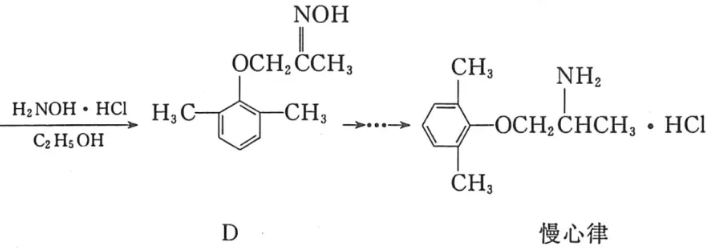 NOH
OCH₂CCH₃
H₂NOH・HCl
C₂H₅OH
H₃C
CH₃
D
CH₃
NH₂
OCH₂CHCH₃・HCl
CH₃
慢心律